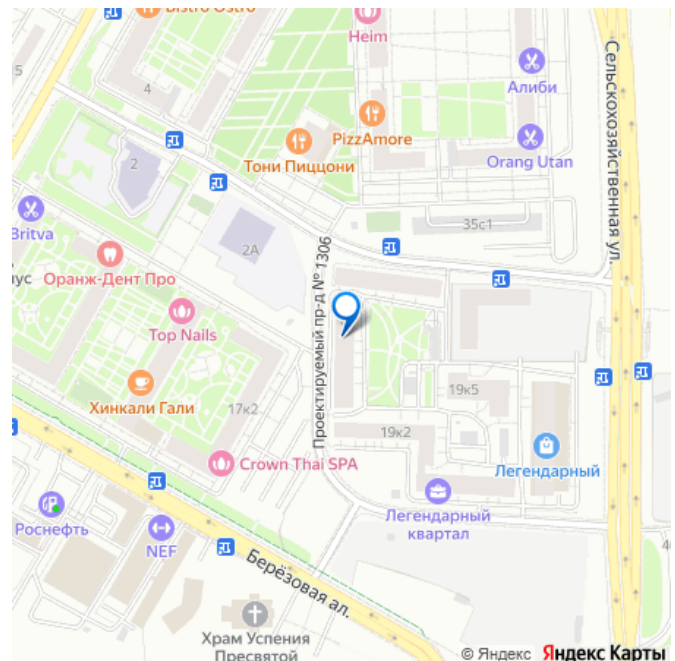 Bistro Ostro
Heim
4
Алиби
PizzAmore
Тони Пиццони
Orang Utan
Сельскохозяйственная ул.
5
2
35с1
Britva
2А
Оранж-Дент Про
Top Nails
Проектируемый пр-д № 1306
Хинкали Гали
17к2
19к5
19к2
Crown Thai SPA
Легендарный
Роснефть
NEF
Легендарный
квартал
Берёзовая ал.
Храм Успения
Пресвятой
© Яндекс Яндекс Карты